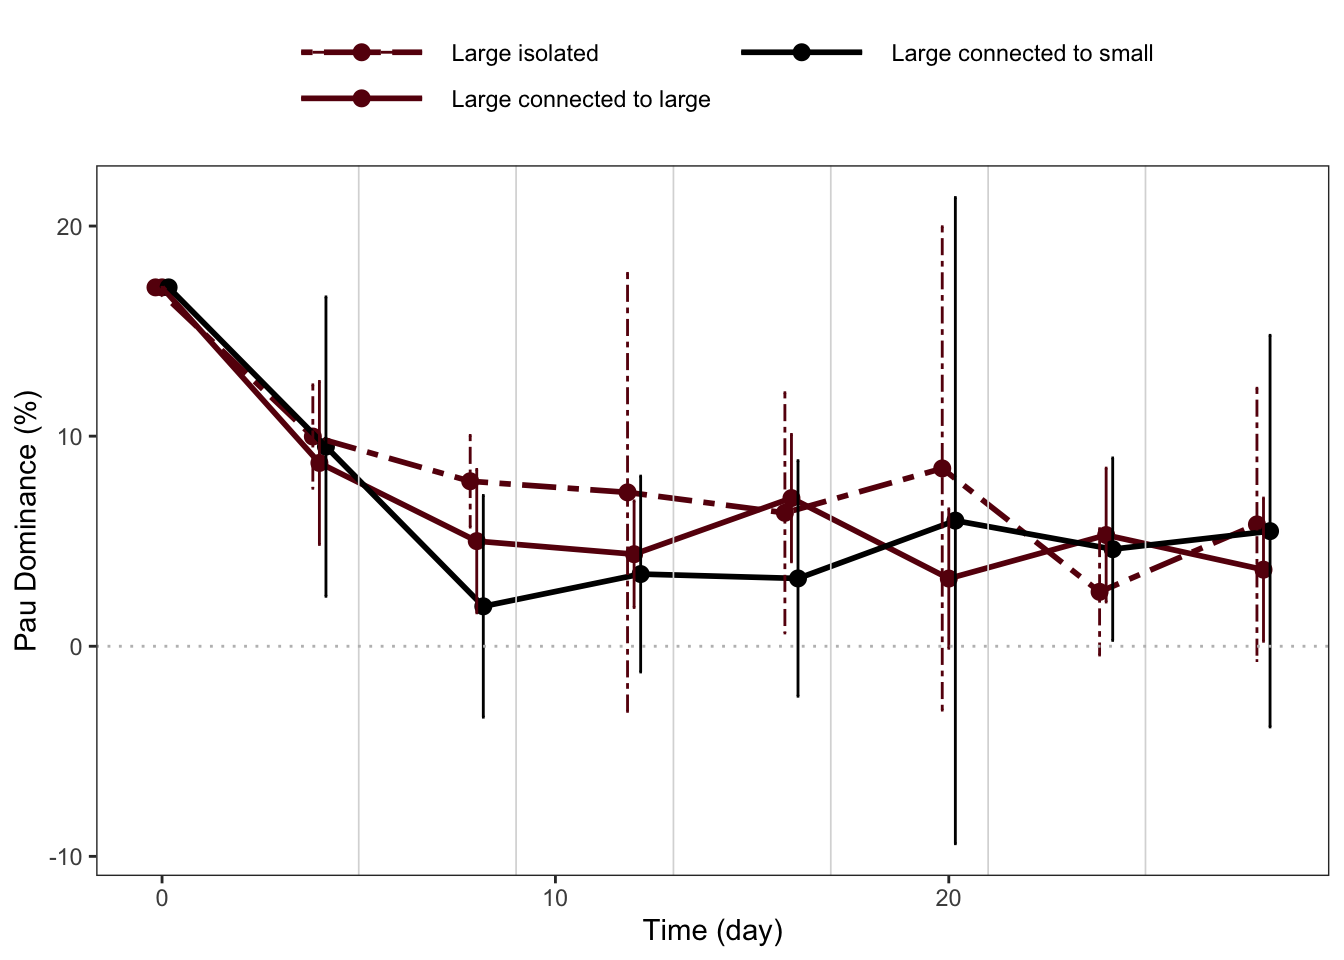 Large isolated
Large connected to small
Large connected to large
Pau Dominance (%)
20
10
0
-10
0
10
20
Time (day)